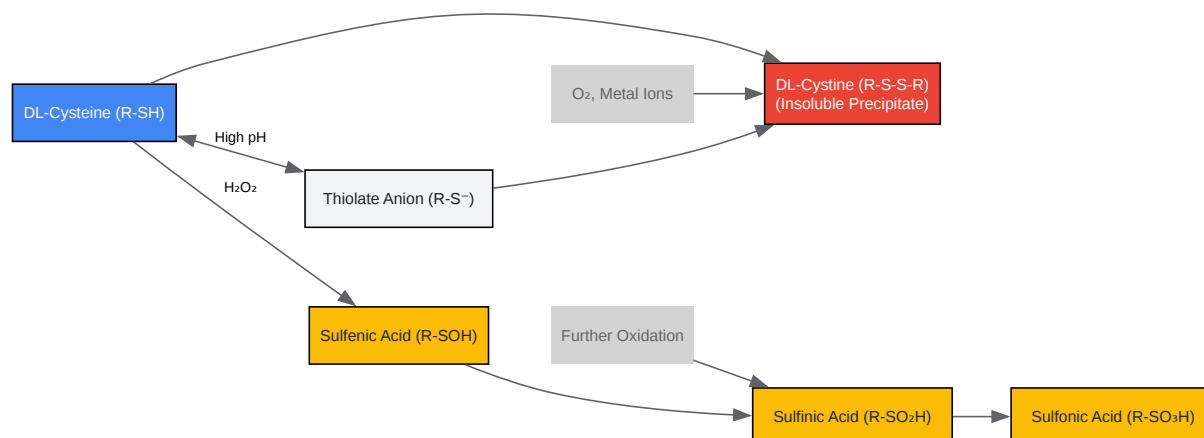 DL-Cysteine (R-SH)
High pH
H₂O₂
Thiolate Anion (R-S⁻)
O₂, Metal Ions
DL-Cystine (R-S-S-R)
(Insoluble Precipitate)
Sulfenic Acid (R-SOH)
Further Oxidation
Sulfinic Acid (R-SO₂H)
Sulfonic Acid (R-SO₃H)